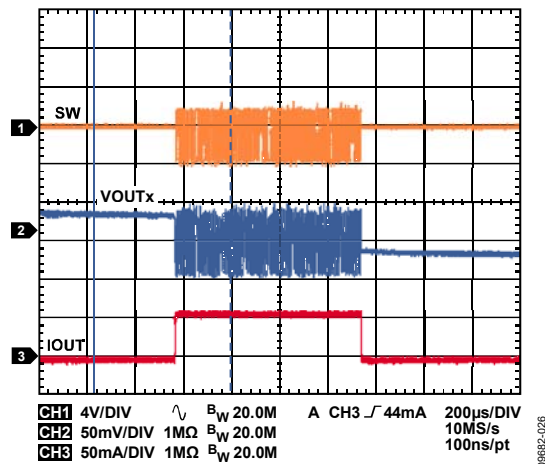 SW
1
VOUTx
2
IOUT
3
CH1 4V/DIV ∿ BW 20.0M A CH3 44mA 200µs/DIV
CH2 50mV/DIV 1MΩ BW 20.0M 10MS/s
CH3 50mA/DIV 1MΩ BW 20.0M 100ns/pt
09682-026